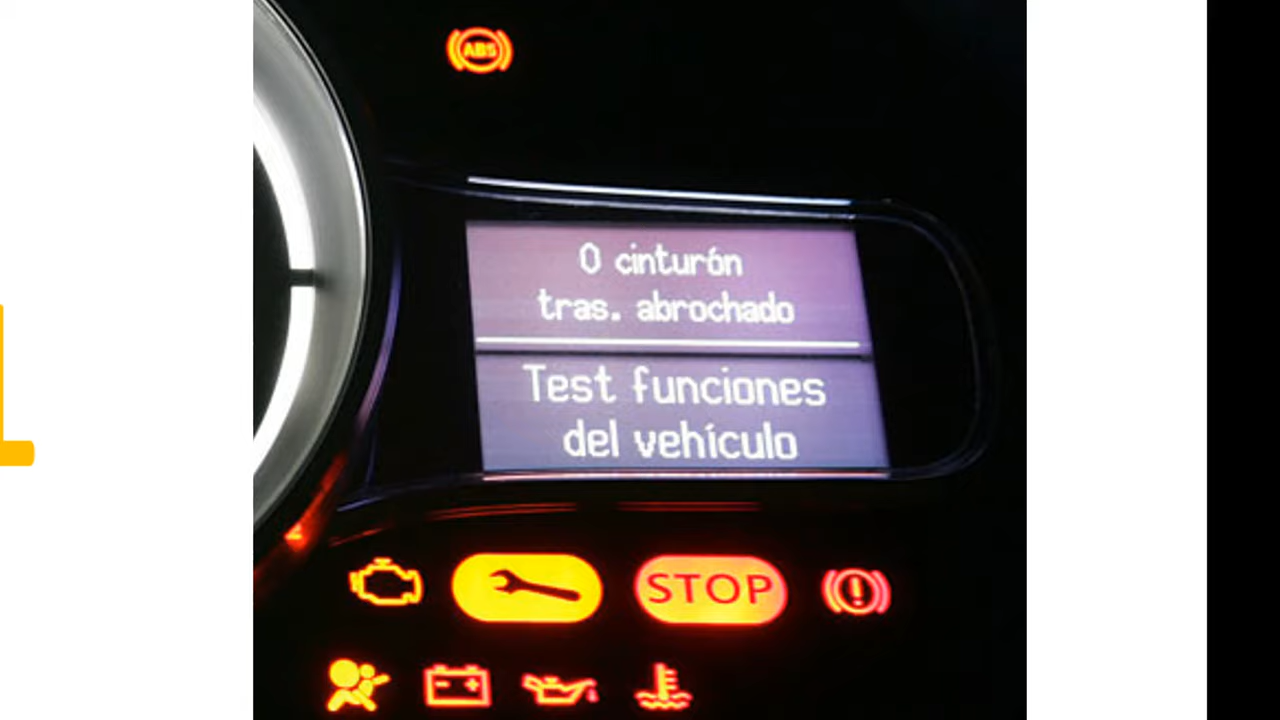 ABS
0 cinturón
tras. abrochado
Test funciones
del vehículo
STOP